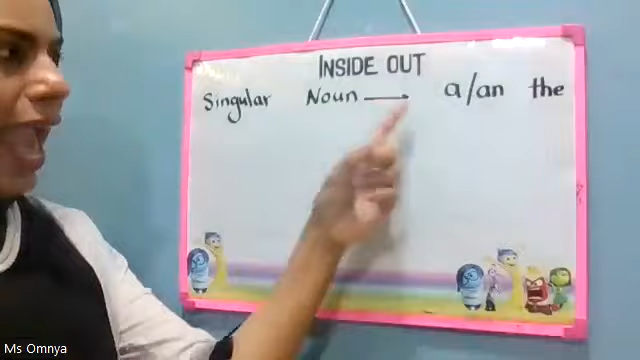 INSIDE OUT
Singular Noun → a/an the
Ms Omnya